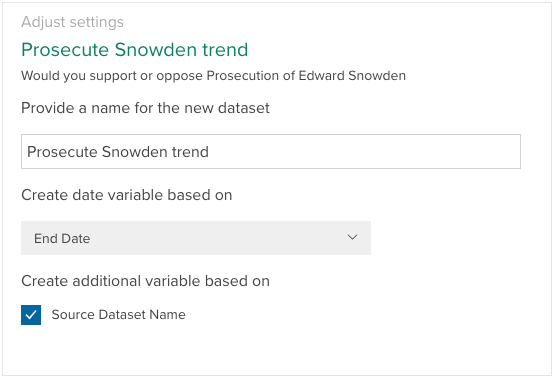 Adjust settings
Prosecute Snowden trend
Would you support or oppose Prosecution of Edward Snowden
Provide a name for the new dataset
Prosecute Snowden trend
Create date variable based on
End Date
Create additional variable based on
Source Dataset Name